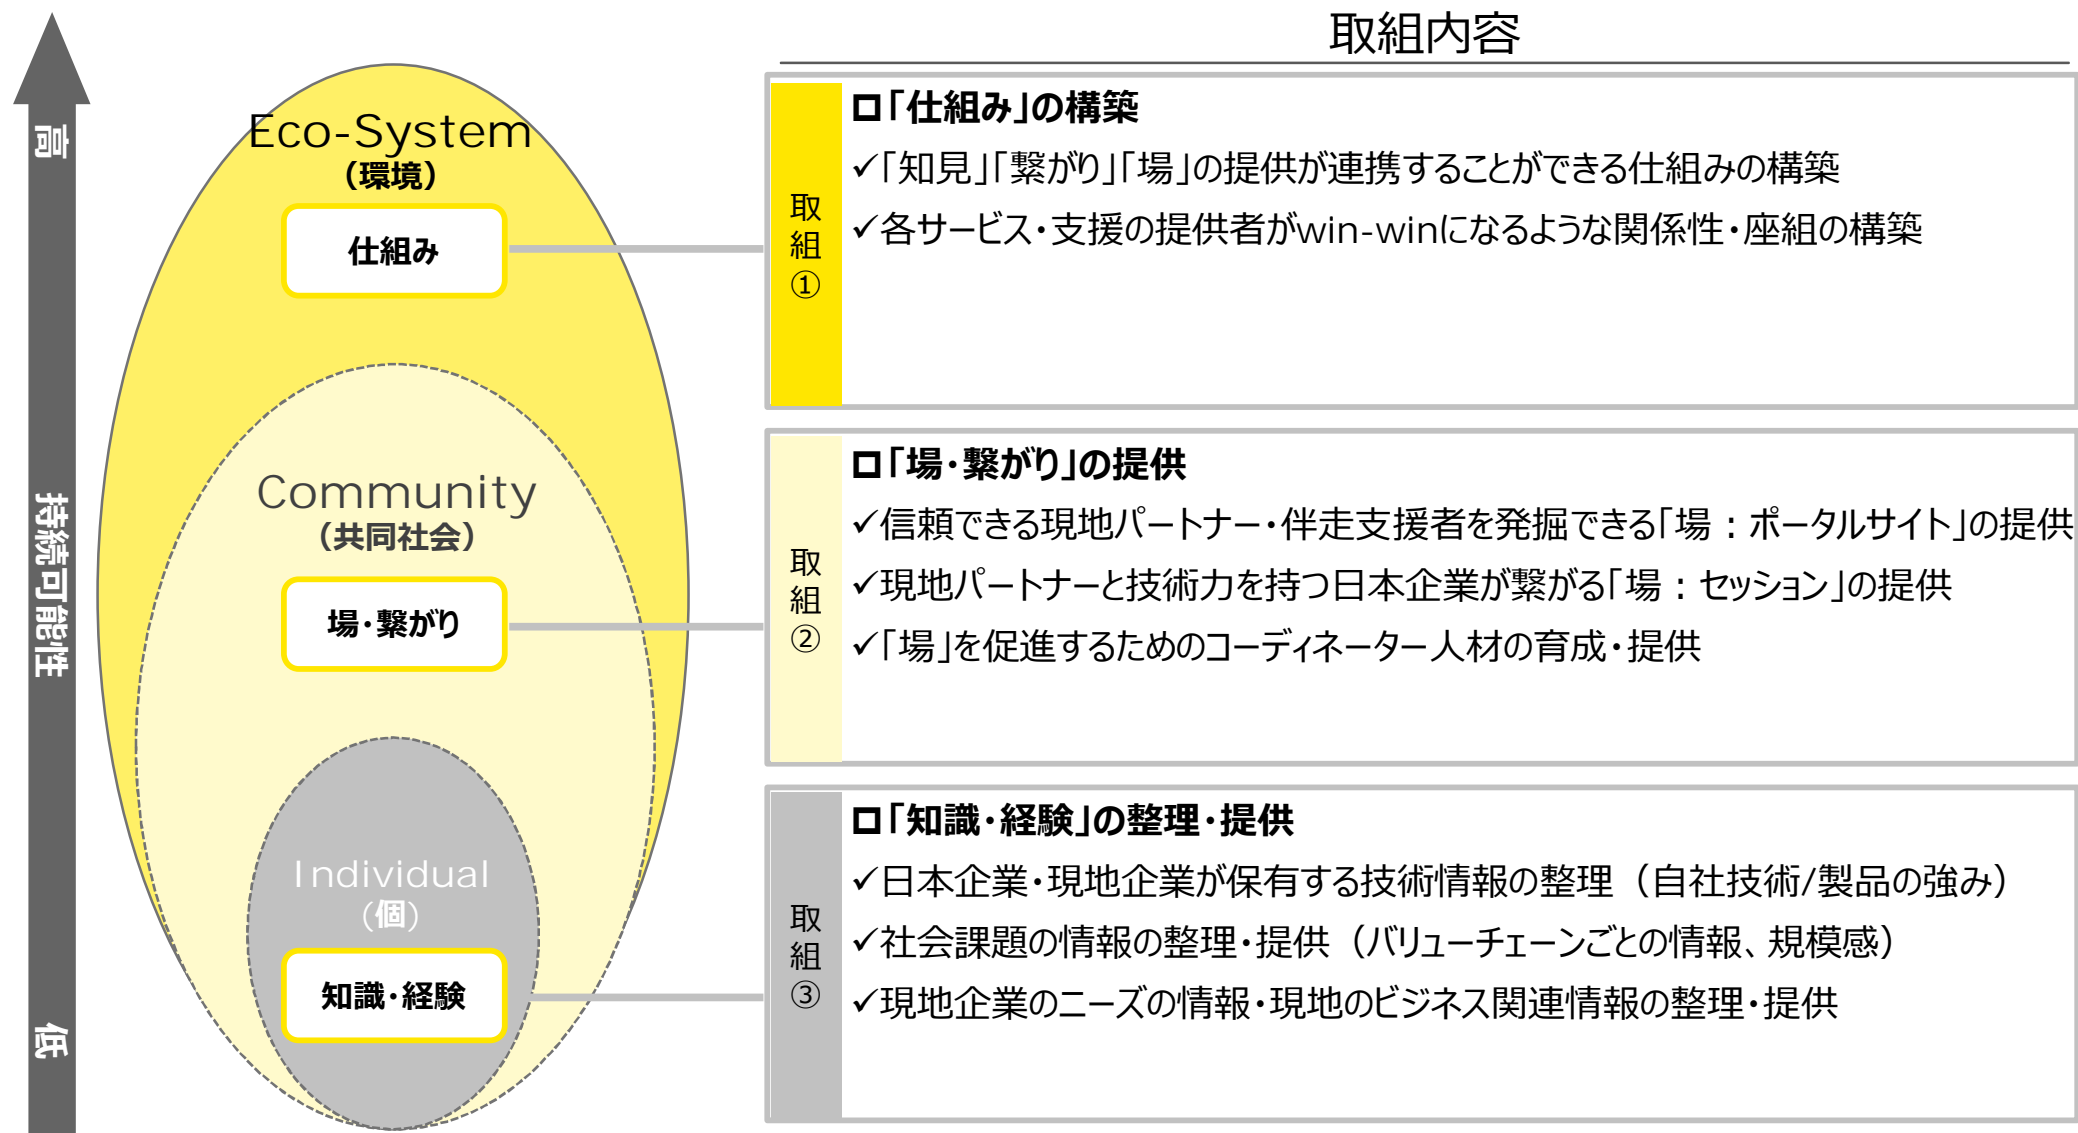 取組内容
高
持続可能性
低
Eco-System
（環境）
仕組み
Community
（共同社会）
場・繋がり
Individual
（個）
知識・経験
取組①
「仕組み」の構築
✓「知見」「繋がり」「場」の提供が連携することができる仕組みの構築
✓各サービス・支援の提供者がwin-winになるような関係性・座組の構築
取組②
「場・繋がり」の提供
✓信頼できる現地パートナー・伴走支援者を発掘できる「場：ポータルサイト」の提供
✓現地パートナーと技術力を持つ日本企業が繋がる「場：セッション」の提供
✓「場」を促進するためのコーディネーター人材の育成・提供
取組③
「知識・経験」の整理・提供
✓日本企業・現地企業が保有する技術情報の整理（自社技術/製品の強み）
✓社会課題の情報の整理・提供（バリューチェーンごとの情報、規模感）
✓現地企業のニーズの情報・現地のビジネス関連情報の整理・提供